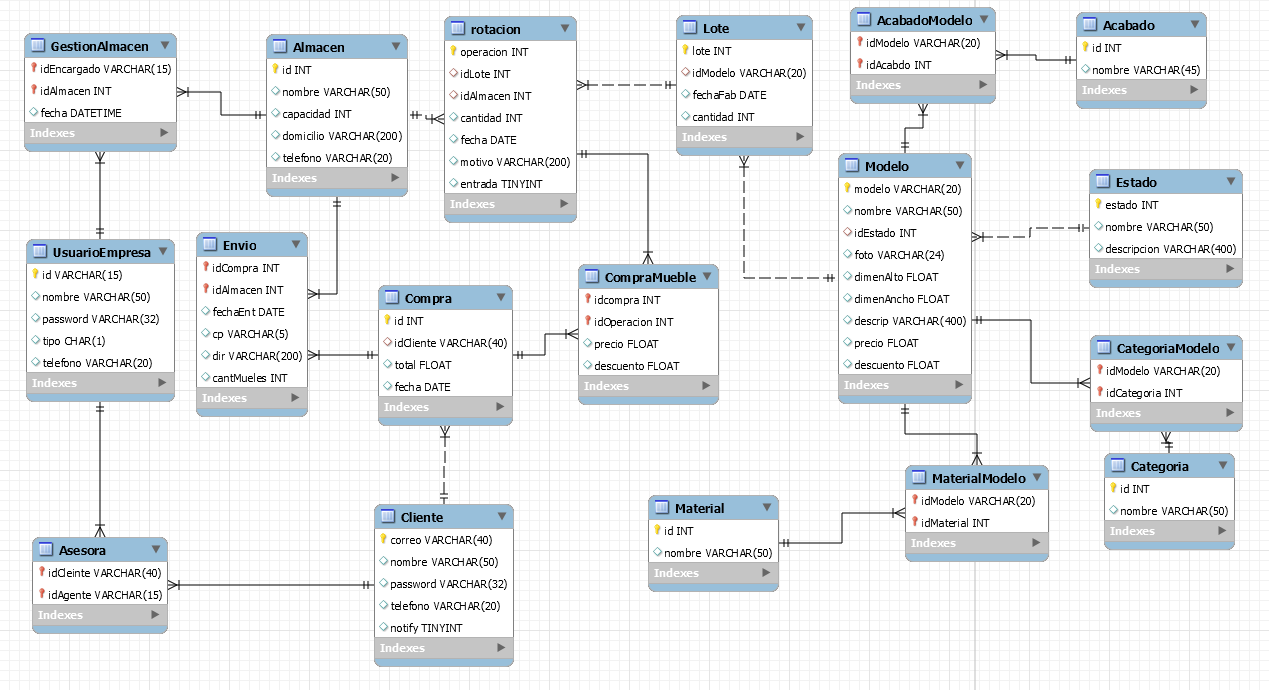 GestionAlmacen
idEncargado VARCHAR(15)
idAlmacen INT
fecha DATETIME
Indexes
Almacen
id INT
nombre VARCHAR(50)
capacidad INT
domicilio VARCHAR(200)
telefono VARCHAR(20)
Indexes
rotacion
operacion INT
idLote INT
idAlmacen INT
cantidad INT
fecha DATE
motivo VARCHAR(200)
entrada TINYINT
Indexes
Lote
lote INT
idModelo VARCHAR(20)
fechaFab DATE
cantidad INT
Indexes
AcabadoModelo
idModelo VARCHAR(20)
idAcabdo INT
Indexes
Acabado
id INT
nombre VARCHAR(45)
Indexes
UsuarioEmpresa
id VARCHAR(15)
nombre VARCHAR(50)
password VARCHAR(32)
tipo CHAR(1)
telefono VARCHAR(20)
Indexes
Envio
idCompra INT
idAlmacen INT
fechaEnt DATE
cp VARCHAR(5)
dir VARCHAR(200)
cantMueles INT
Indexes
Compra
id INT
idCliente VARCHAR(40)
total FLOAT
fecha DATE
Indexes
CompraMueble
idcompra INT
idOperacion INT
precio FLOAT
descuento FLOAT
Indexes
Modelo
modelo VARCHAR(20)
nombre VARCHAR(50)
idEstado INT
foto VARCHAR(24)
dimenAlto FLOAT
dimenAncho FLOAT
descrip VARCHAR(400)
precio FLOAT
descuento FLOAT
Indexes
Estado
estado INT
nombre VARCHAR(50)
descripcion VARCHAR(400)
Indexes
CategoriaModelo
idModelo VARCHAR(20)
idCategoria INT
Indexes
Categoria
id INT
nombre VARCHAR(50)
Indexes
Asesora
idCleinte VARCHAR(40)
idAgente VARCHAR(15)
Indexes
Cliente
correo VARCHAR(40)
nombre VARCHAR(50)
password VARCHAR(32)
telefono VARCHAR(20)
notify TINYINT
Indexes
Material
id INT
nombre VARCHAR(50)
Indexes
MaterialModelo
idModelo VARCHAR(20)
idMaterial INT
Indexes